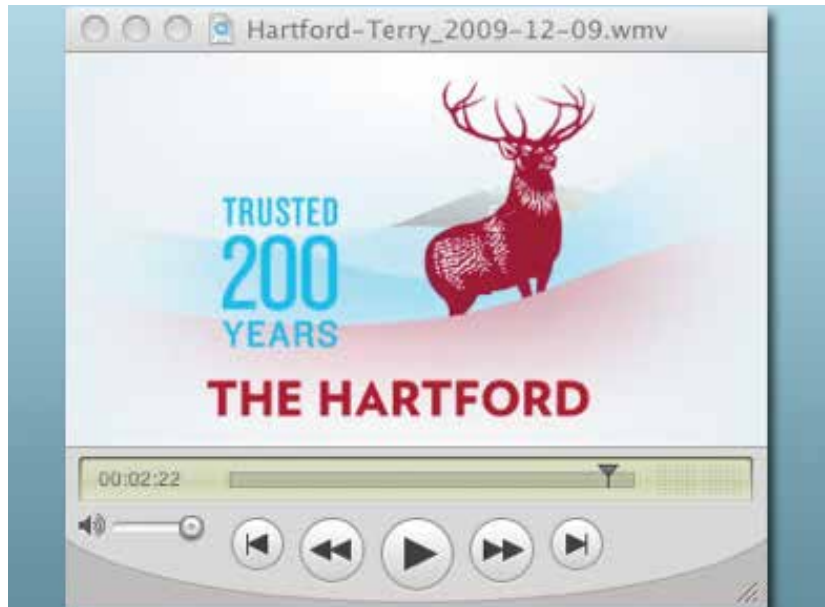 Hartford-Terry_2009-12-09.wmv
TRUSTED
200
YEARS
THE HARTFORD
00:02:22